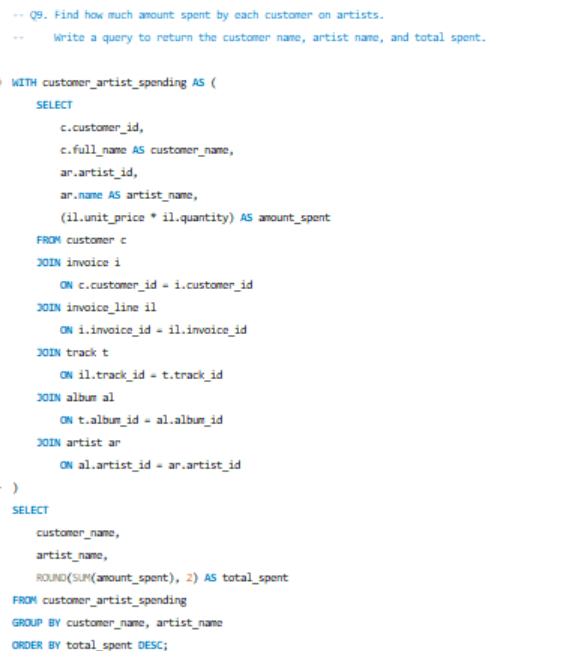 -- Q9. Find how much amount spent by each customer on artists.
--     Write a query to return the customer name, artist name, and total spent.
WITH customer_artist_spending AS (
    SELECT
        c.customer_id,
        c.full_name AS customer_name,
        ar.artist_id,
        ar.name AS artist_name,
        (il.unit_price * il.quantity) AS amount_spent
    FROM customer c
    JOIN invoice i
        ON c.customer_id = i.customer_id
    JOIN invoice_line il
        ON i.invoice_id = il.invoice_id
    JOIN track t
        ON il.track_id = t.track_id
    JOIN album al
        ON t.album_id = al.album_id
    JOIN artist ar
        ON al.artist_id = ar.artist_id
)
SELECT
    customer_name,
    artist_name,
    ROUND(SUM(amount_spent), 2) AS total_spent
FROM customer_artist_spending
GROUP BY customer_name, artist_name
ORDER BY total_spent DESC;